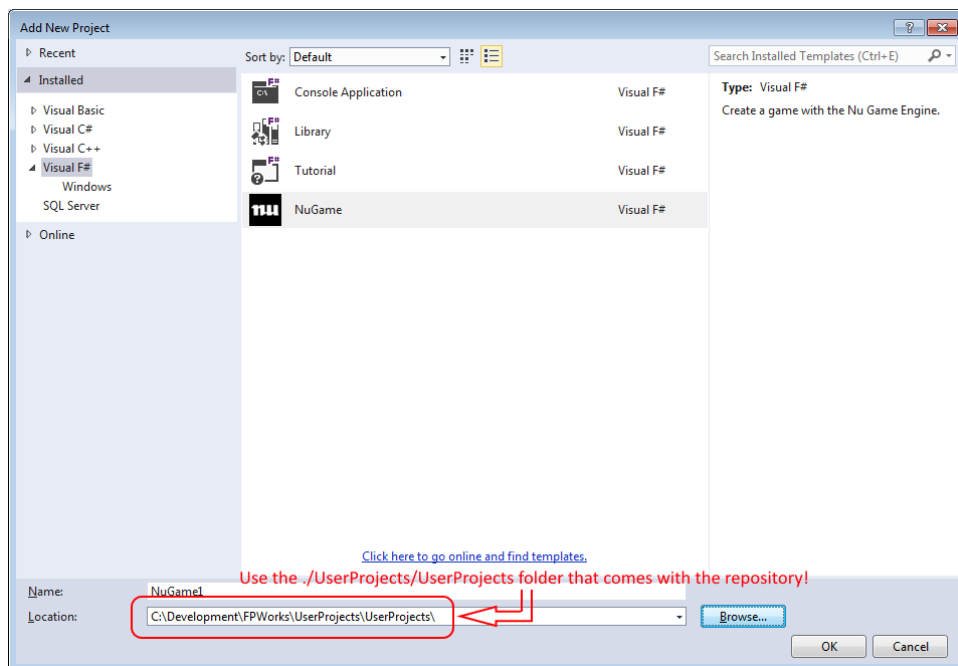 Add New Project
Recent
Sort by: Default
Search Installed Templates (Ctrl+E)
Installed
Visual Basic
Visual C#
Visual C++
Visual F#
Windows
SQL Server
Online
F#
C:\
Console Application Visual F#
F#
Library Visual F#
F#
Tutorial Visual F#
nu
NuGame Visual F#
Type: Visual F#
Create a game with the Nu Game Engine.
Click here to go online and find templates.
Use the ./UserProjects/UserProjects folder that comes with the repository!
Name: NuGame1
Location: C:\Development\FPWorks\UserProjects\UserProjects\
Browse...
OK Cancel